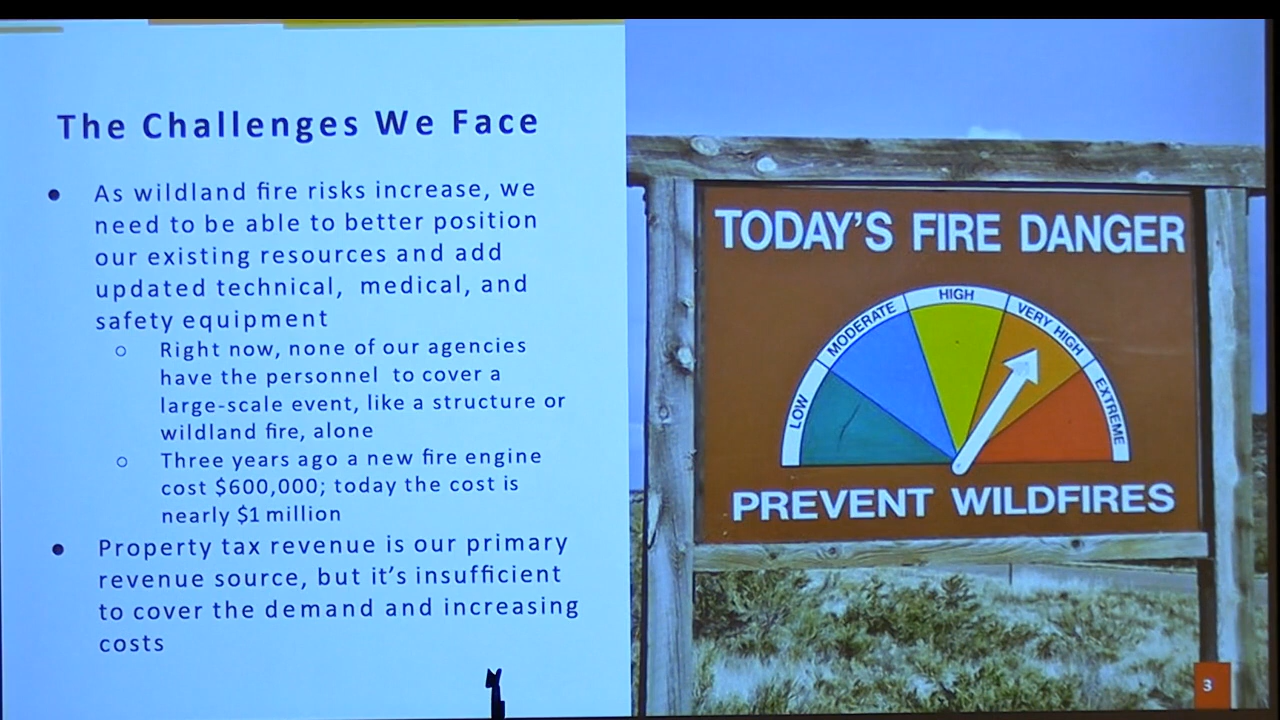 The Challenges We Face
• As wildland fire risks increase, we
need to be able to better position
our existing resources and add
updated technical, medical, and
safety equipment
○ Right now, none of our agencies
have the personnel to cover a
large-scale event, like a structure or
wildland fire, alone
○ Three years ago a new fire engine
cost $600,000; today the cost is
nearly $1 million
• Property tax revenue is our primary
revenue source, but it's insufficient
to cover the demand and increasing
costs
TODAY'S FIRE DANGER
LOW
MODERATE
HIGH
VERY HIGH
EXTREME
PREVENT WILDFIRES
3